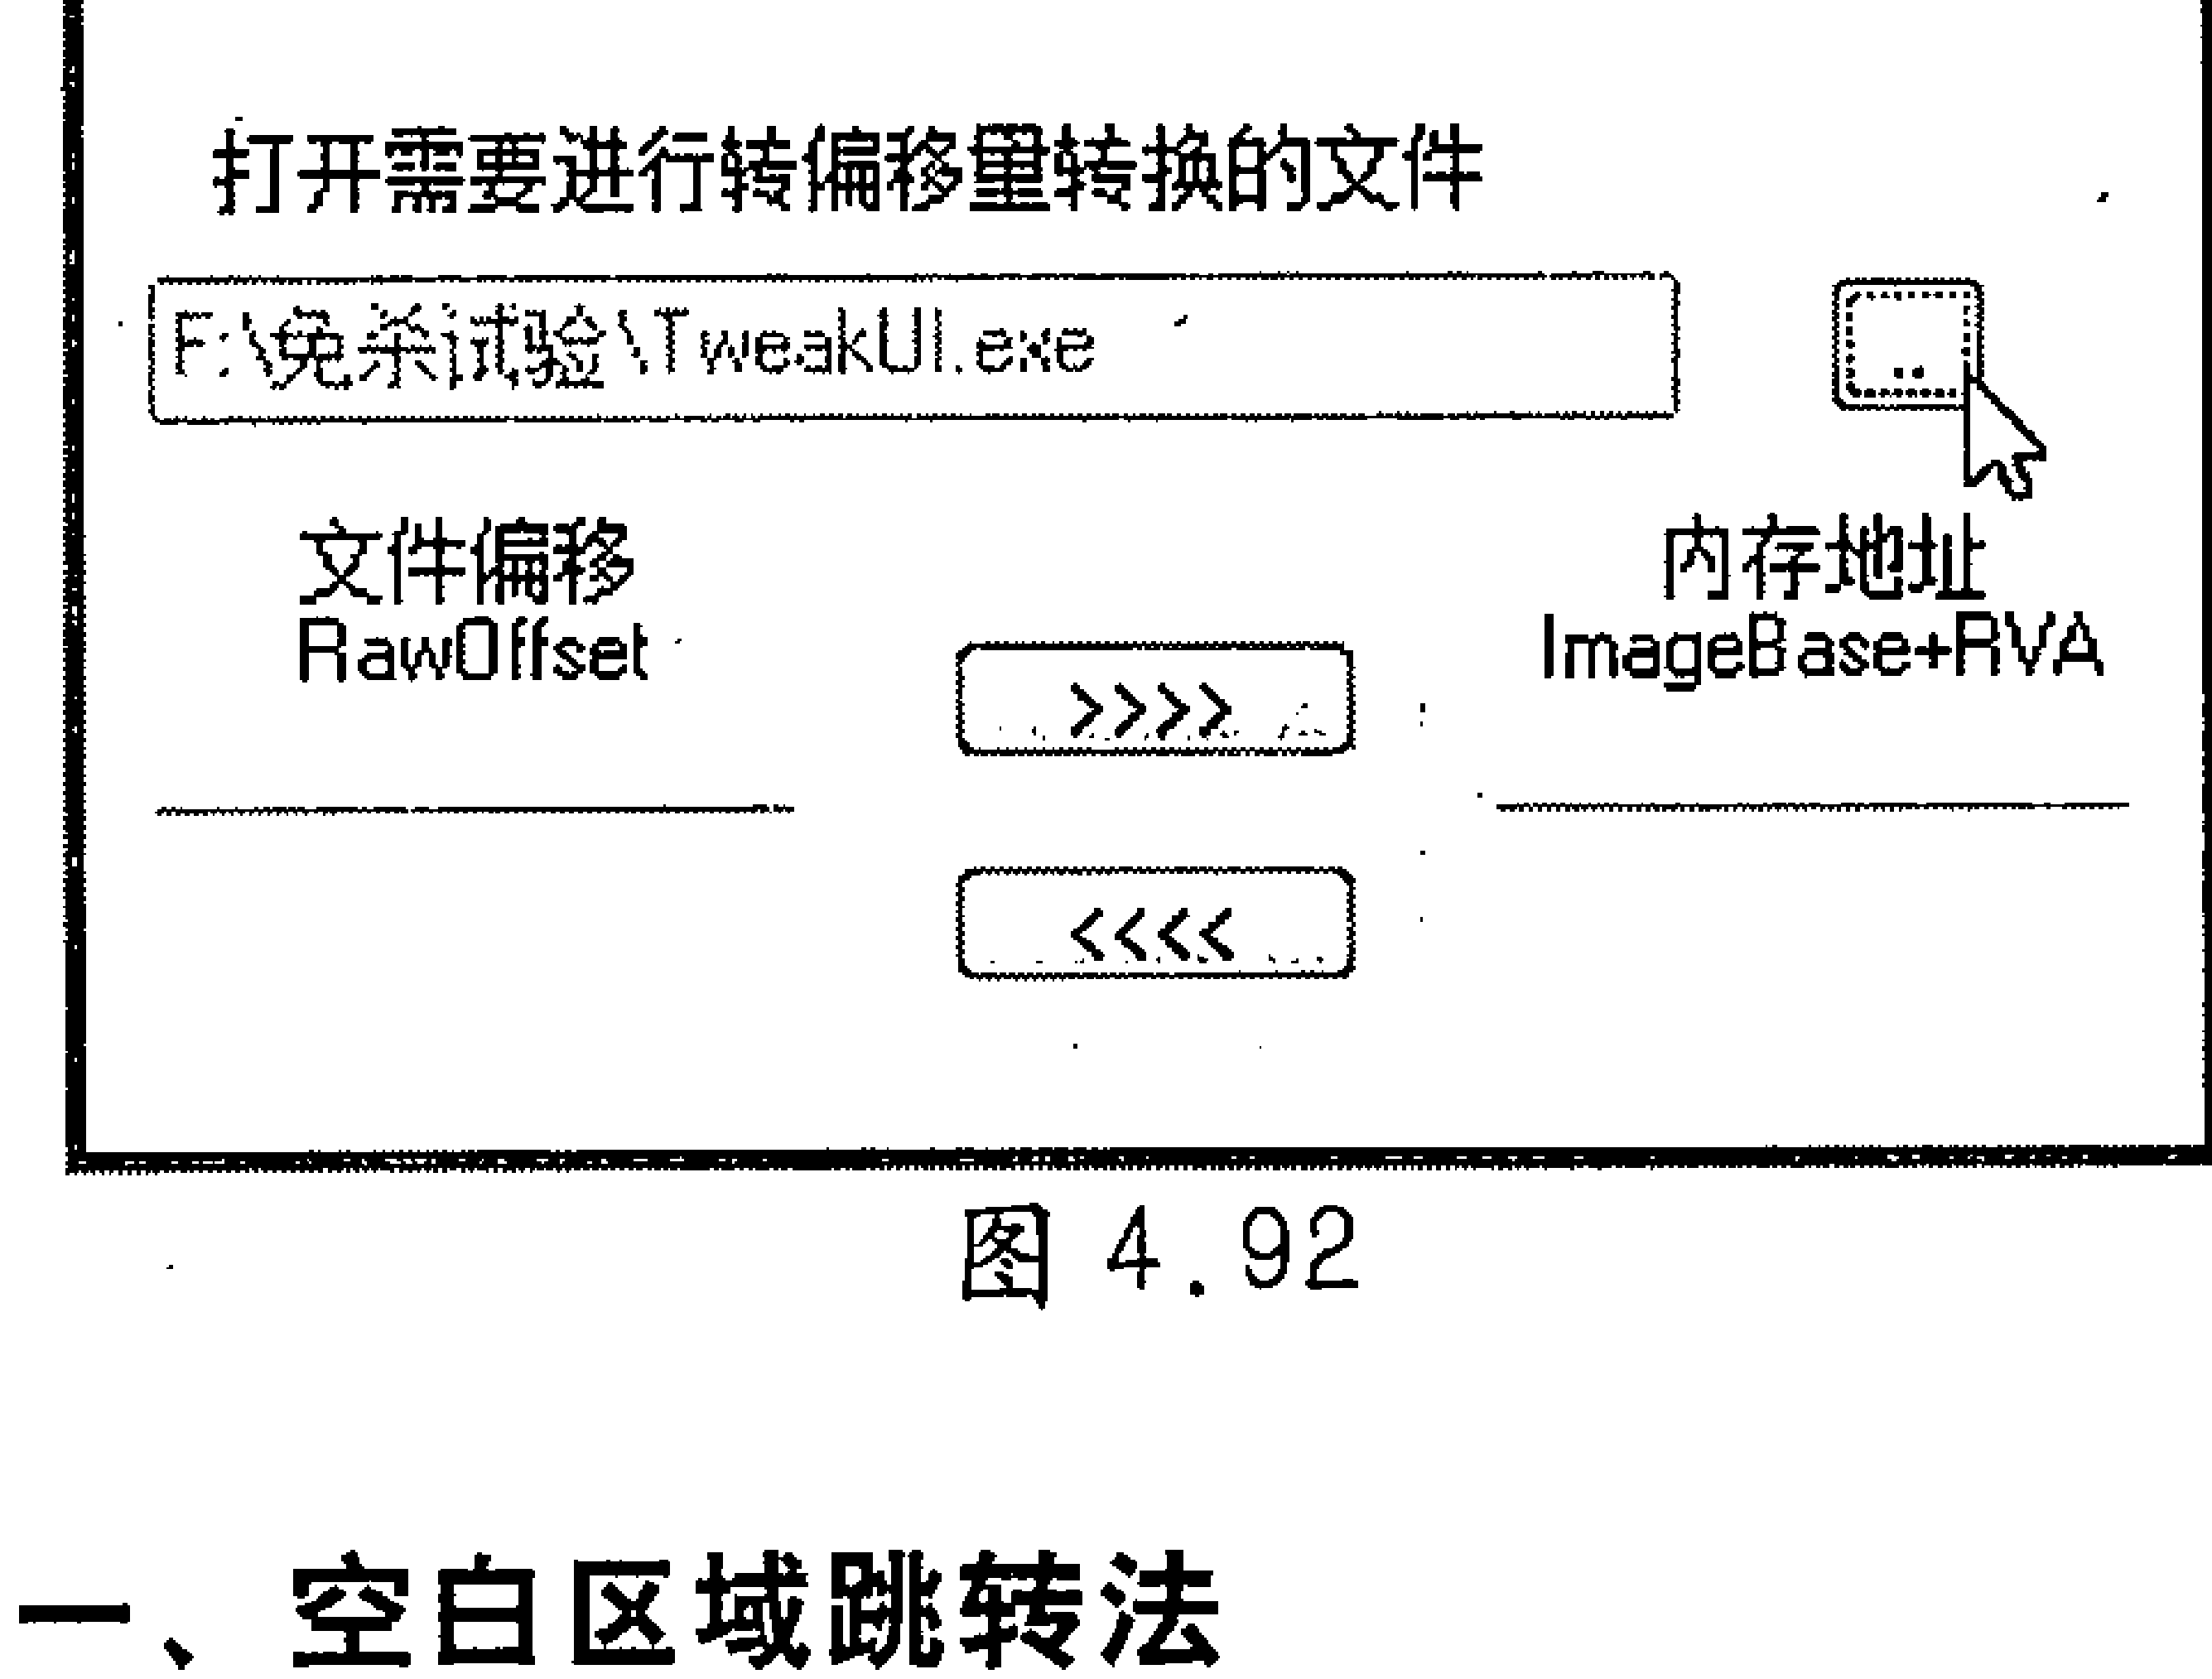 打开需要进行转偏移量转换的文件
F:\免杀试验\TweakUI.exe
..
文件偏移
RawOffset
内存地址
ImageBase+RVA
>>>>
<<<<
图 4.92
一、空白区域跳转法